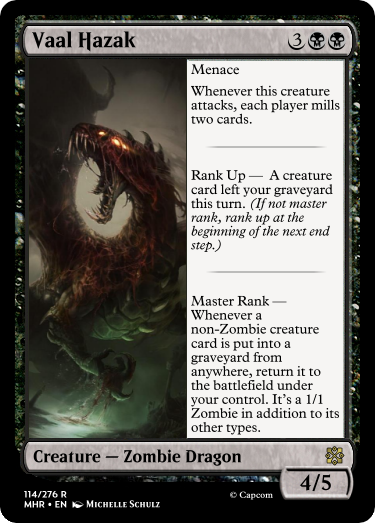 Vaal Hazak
3
Menace
Whenever this creature
attacks, each player mills
two cards.
Rank Up — A creature
card left your graveyard
this turn. (If not master
rank, rank up at the
beginning of the next end
step.)
Master Rank —
Whenever a
non-Zombie creature
card is put into a
graveyard from
anywhere, return it to
the battlefield under
your control. It's a 1/1
Zombie in addition to its
other types.
Creature — Zombie Dragon
4/5
114/276 R
MHR • EN Michelle Schulz
© Capcom